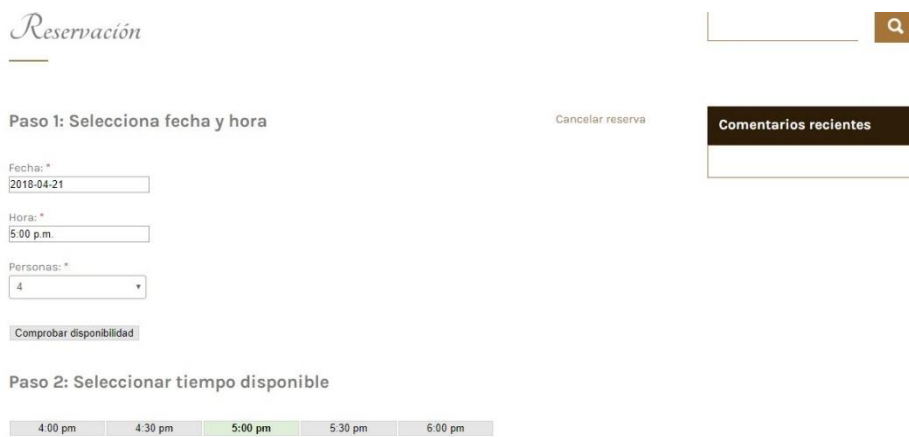 Reservación
Paso 1: Selecciona fecha y hora
Cancelar reserva
Comentarios recientes
Fecha: *
2018-04-21
Hora: *
5:00 p.m.
Personas: *
4
Comprobar disponibilidad
Paso 2: Seleccionar tiempo disponible
4:00 pm 4:30 pm 5:00 pm 5:30 pm 6:00 pm